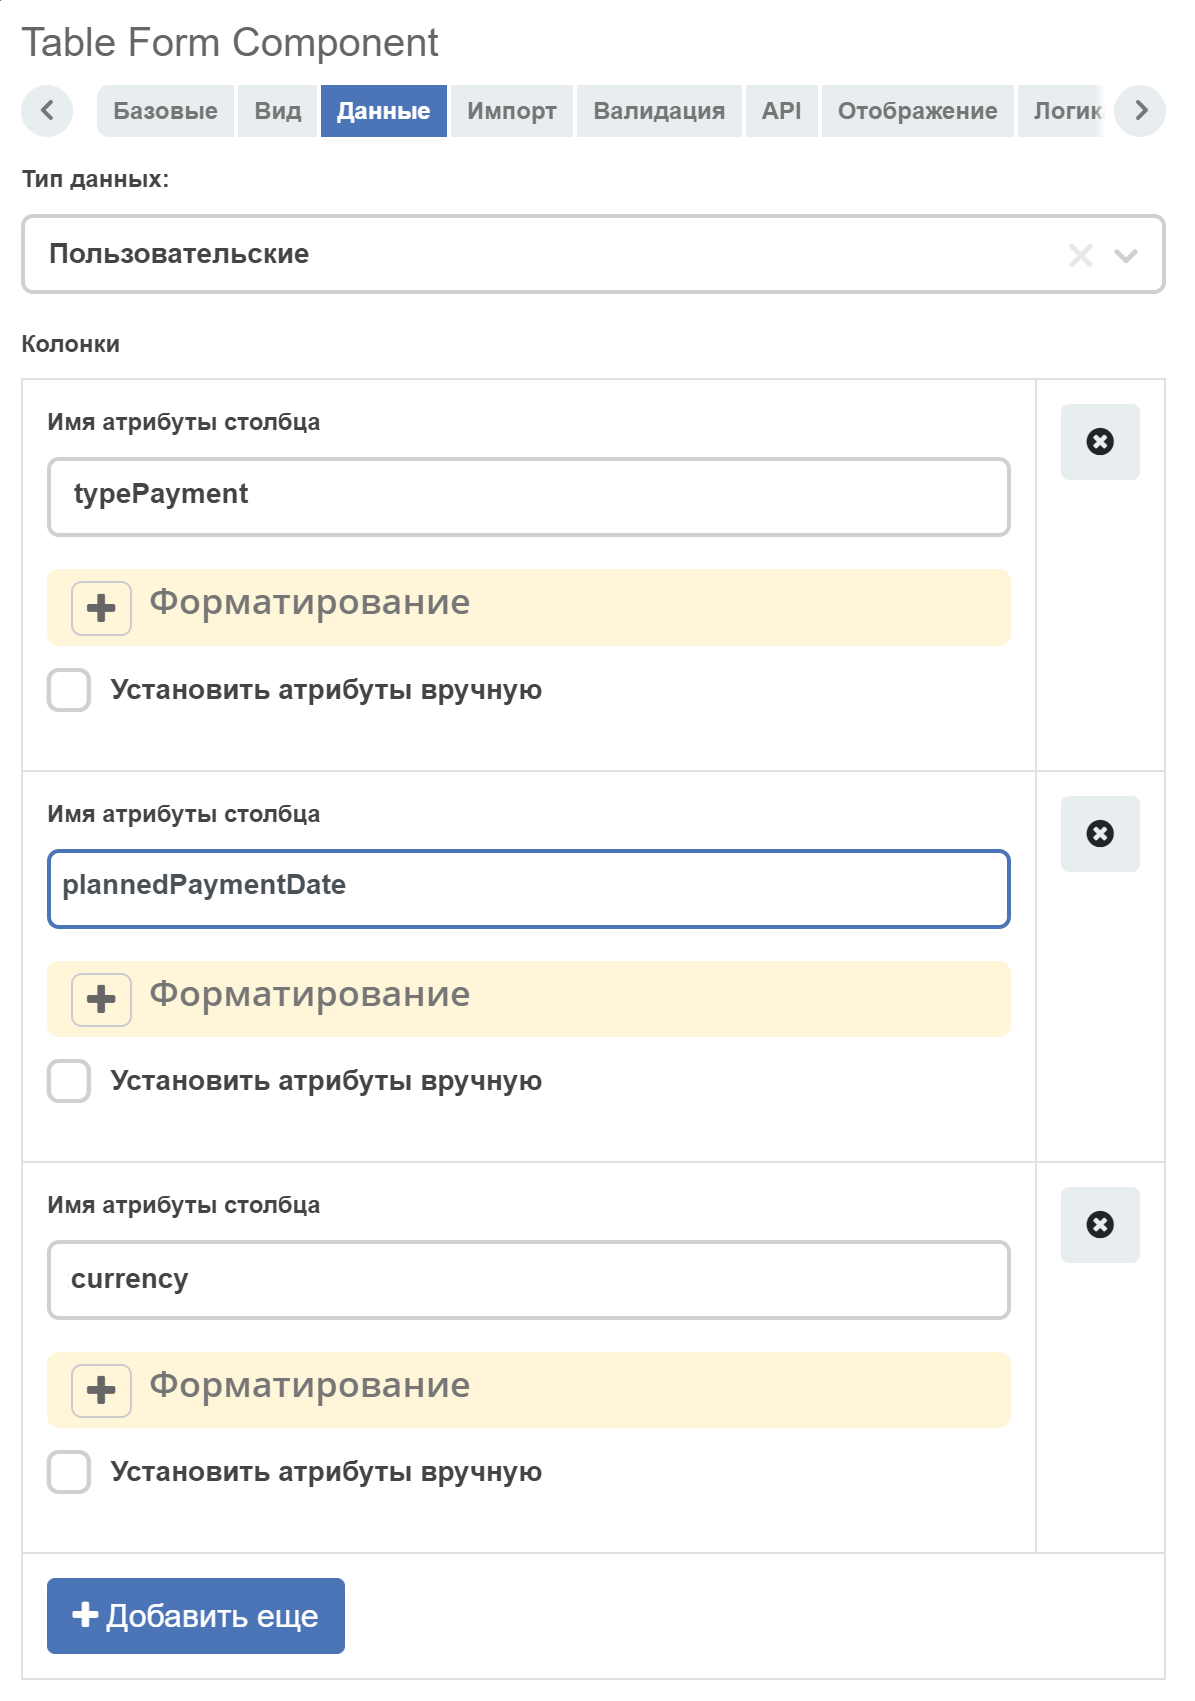 Table Form Component
Базовые Вид Данные Импорт Валидация API Отображение Логик
Тип данных:
Пользовательские
Колонки
Имя атрибуты столбца
typePayment
Форматирование
Установить атрибуты вручную
Имя атрибуты столбца
plannedPaymentDate
Форматирование
Установить атрибуты вручную
Имя атрибуты столбца
currency
Форматирование
Установить атрибуты вручную
Добавить еще